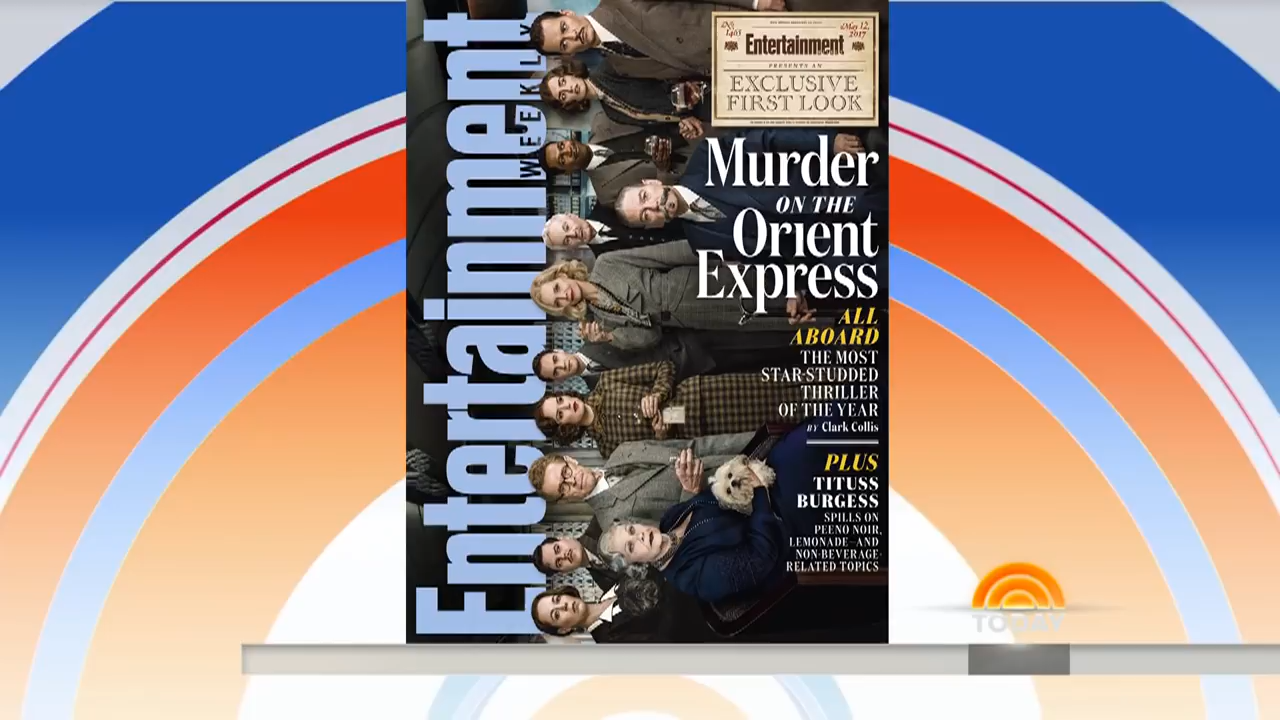 Entertainment
WEEKLY
No 1463
May 12, 2017
Entertainment
PRESENTS AN
EXCLUSIVE
FIRST LOOK
Murder
ON THE
Orient
Express
ALL
ABOARD
THE MOST
STAR-STUDDED
THRILLER
OF THE YEAR
BY Clark Collis
PLUS
TITUSS
BURGESS
SPILLS ON
PEENO NOIR,
LEMONADE—AND
NON-BEVERAGE-
RELATED TOPICS
TODAY